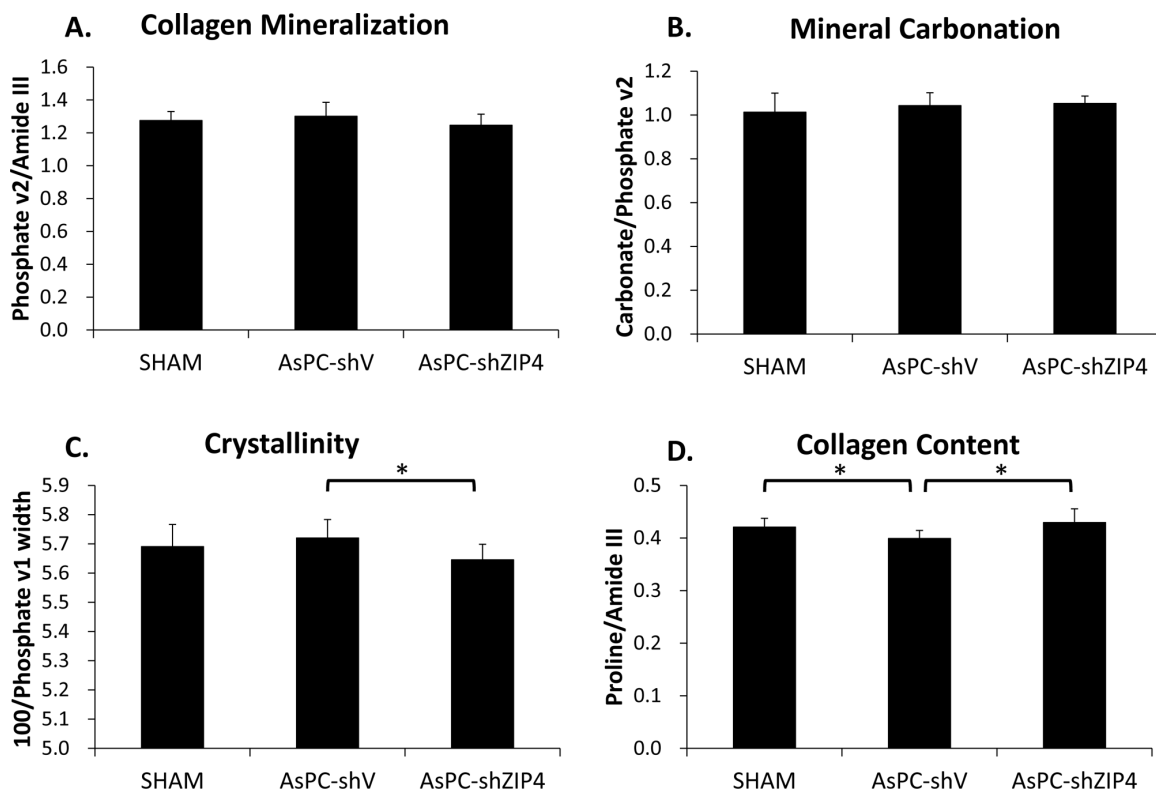 A. Collagen Mineralization
Phosphate v2/Amide III
1.6
1.4
1.2
1.0
0.8
0.6
0.4
0.2
0.0
SHAM AsPC-shV AsPC-shZIP4
B. Mineral Carbonation
Carbonate/Phosphate v2
1.2
1.0
0.8
0.6
0.4
0.2
0.0
SHAM AsPC-shV AsPC-shZIP4
C. Crystallinity
*
100/Phosphate v1 width
5.9
5.8
5.7
5.6
5.5
5.4
5.3
5.2
5.1
5.0
SHAM AsPC-shV AsPC-shZIP4
D. Collagen Content
* *
Proline/Amide III
0.5
0.4
0.3
0.2
0.1
0.0
SHAM AsPC-shV AsPC-shZIP4